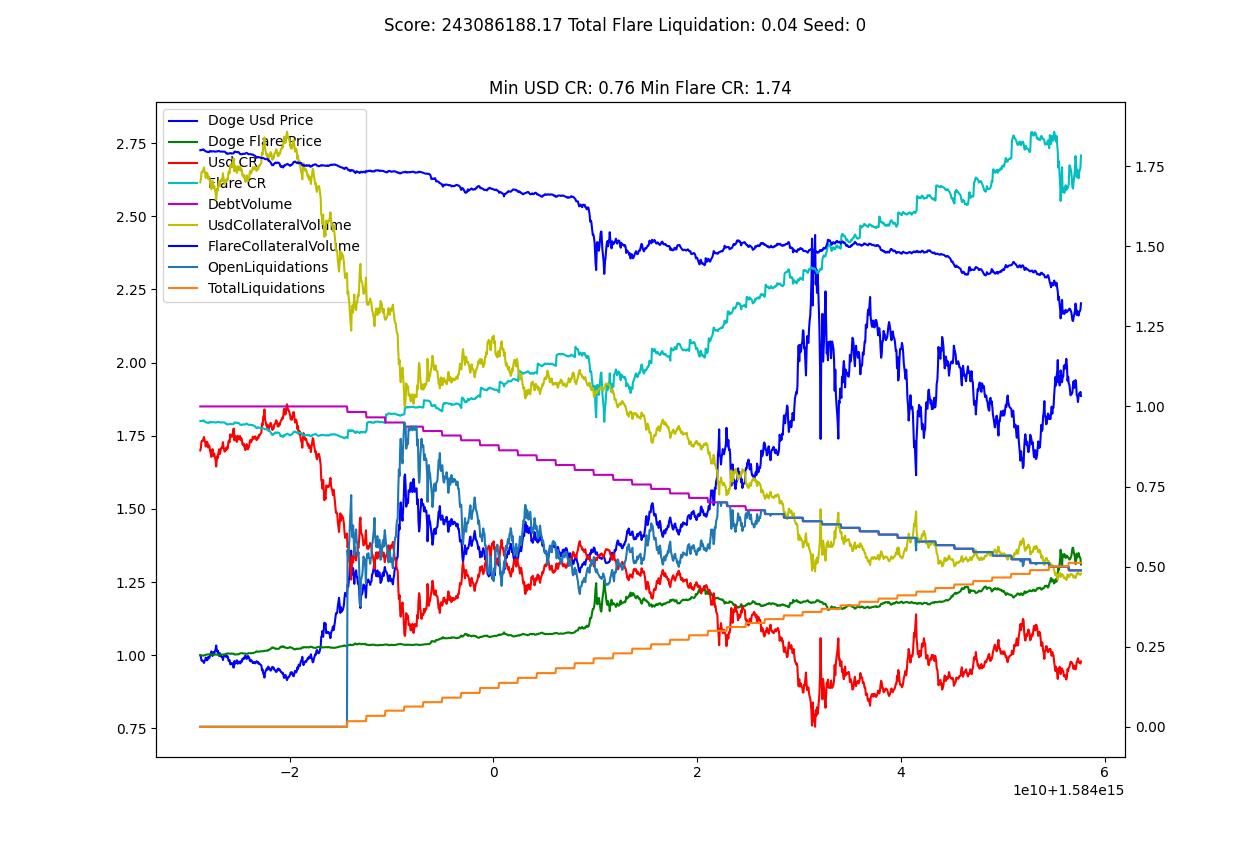 Score: 243086188.17 Total Flare Liquidation: 0.04 Seed: 0
Min USD CR: 0.76 Min Flare CR: 1.74
Doge Usd Price
Doge Flare Price
Usd CR
Flare CR
DebtVolume
UsdCollateralVolume
FlareCollateralVolume
OpenLiquidations
TotalLiquidations
2.75
2.50
2.25
2.00
1.75
1.50
1.25
1.00
0.75
1.75
1.50
1.25
1.00
0.75
0.50
0.25
0.00
−2 0 2 4 6
1e10+1.584e15